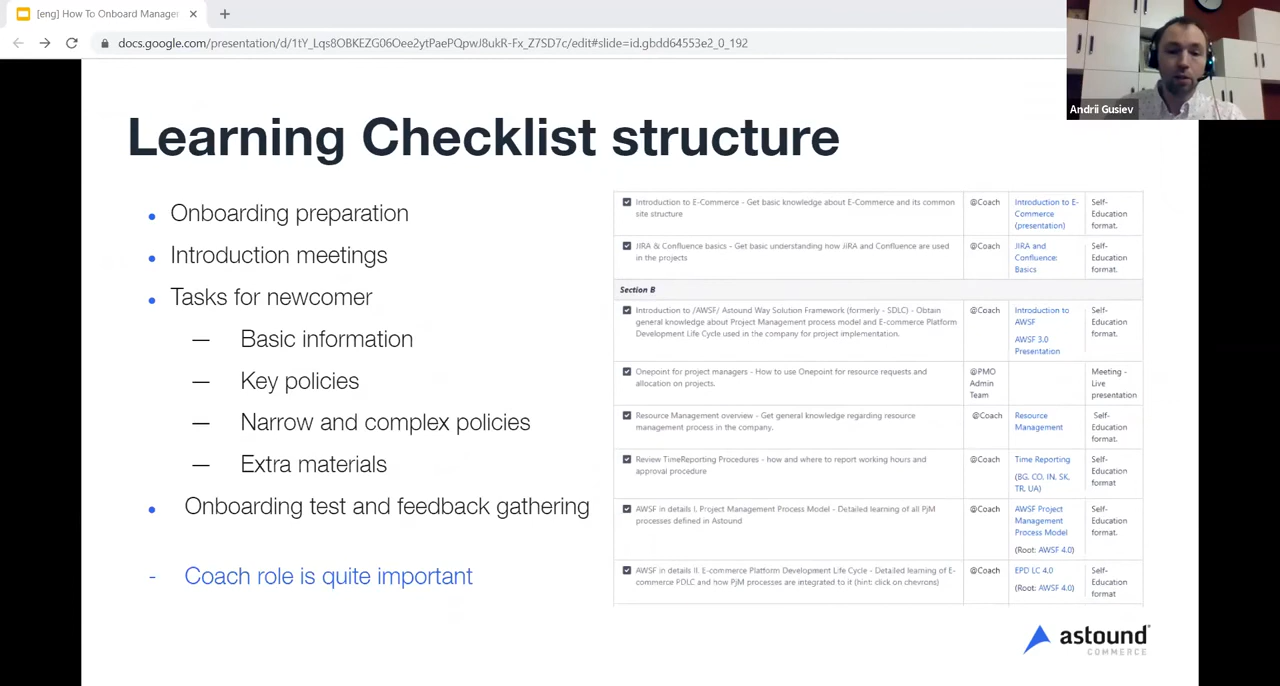 [eng] How To Onboard Manager
docs.google.com/presentation/d/1tY_Lqs8OBKEZG06Oee2ytPaePQpwJ8ukR-Fx_Z7SD7c/edit#slide=id.gbdd64553e2_0_192
Andrii Gusiev
Learning Checklist structure
• Onboarding preparation
• Introduction meetings
• Tasks for newcomer
— Basic information
— Key policies
— Narrow and complex policies
— Extra materials
• Onboarding test and feedback gathering
- Coach role is quite important
Introduction to E-Commerce - Get basic knowledge about E-Commerce and its common
site structure
@Coach
Introduction to E-
Commerce
(presentation)
Self-
Education
format.
JIRA & Confluence basics - Get basic understanding how JiRA and Confluence are used
in the projects
@Coach
JIRA and
Confluence:
Basics
Self-
Education
format.
Section B
Introduction to /AWSF/ Astound Way Solution Framework (formerly - SDLC) - Obtain
general knowledge about Project Management process model and E-commerce Platform
Development Life Cycle used in the company for project implementation.
@Coach
Introduction to
AWSF
AWSF 3.0
Presentation
Self-
Education
format.
Onepoint for project managers - How to use Onepoint for resource requests and
allocation on projects.
@PMO
Admin
Team
Meeting -
Live
presentation
Resource Management overview - Get general knowledge regarding resource
management process in the company.
@Coach
Resource
Management
Self-
Education
format.
Review TimeReporting Procedures - how and where to report working hours and
approval procedure
@Coach
Time Reporting
(BG, CO, IN, SK,
TR, UA)
Self-
Education
format
AWSF in details I. Project Management Process Model - Detailed learning of all PjM
processes defined in Astound
@Coach
AWSF Project
Management
Process Model
(Root: AWSF 4.0)
Self-
Education
format.
AWSF in details II. E-commerce Platform Development Life Cycle - Detailed learning of E-
commerce PDLC and how PjM processes are integrated to it (hint: click on chevrons)
@Coach
EPD LC 4.0
(Root: AWSF 4.0)
Self-
Education
format
astound
COMMERCE